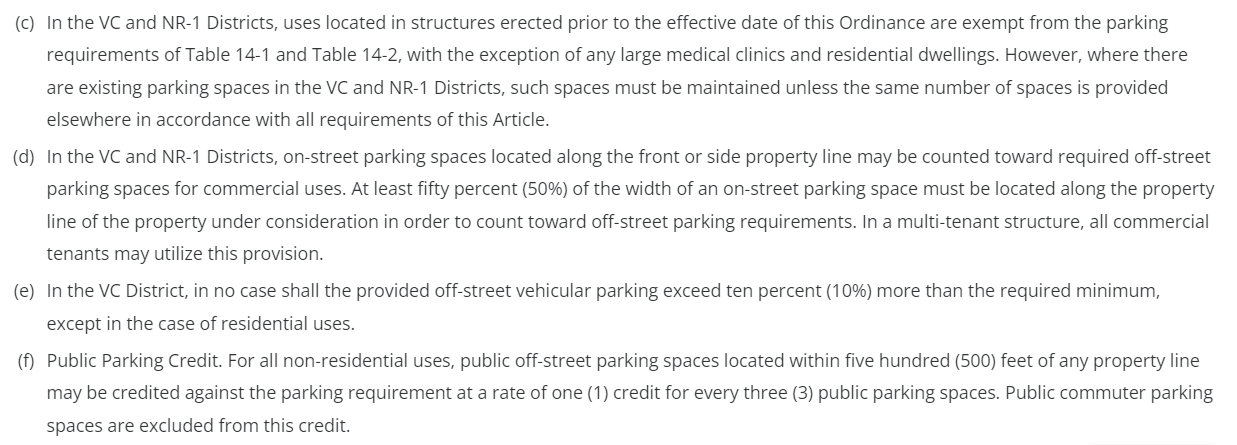 (c) In the VC and NR-1 Districts, uses located in structures erected prior to the effective date of this Ordinance are exempt from the parking
requirements of Table 14-1 and Table 14-2, with the exception of any large medical clinics and residential dwellings. However, where there
are existing parking spaces in the VC and NR-1 Districts, such spaces must be maintained unless the same number of spaces is provided
elsewhere in accordance with all requirements of this Article.
(d) In the VC and NR-1 Districts, on-street parking spaces located along the front or side property line may be counted toward required off-street
parking spaces for commercial uses. At least fifty percent (50%) of the width of an on-street parking space must be located along the property
line of the property under consideration in order to count toward off-street parking requirements. In a multi-tenant structure, all commercial
tenants may utilize this provision.
(e) In the VC District, in no case shall the provided off-street vehicular parking exceed ten percent (10%) more than the required minimum,
except in the case of residential uses.
(f) Public Parking Credit. For all non-residential uses, public off-street parking spaces located within five hundred (500) feet of any property line
may be credited against the parking requirement at a rate of one (1) credit for every three (3) public parking spaces. Public commuter parking
spaces are excluded from this credit.